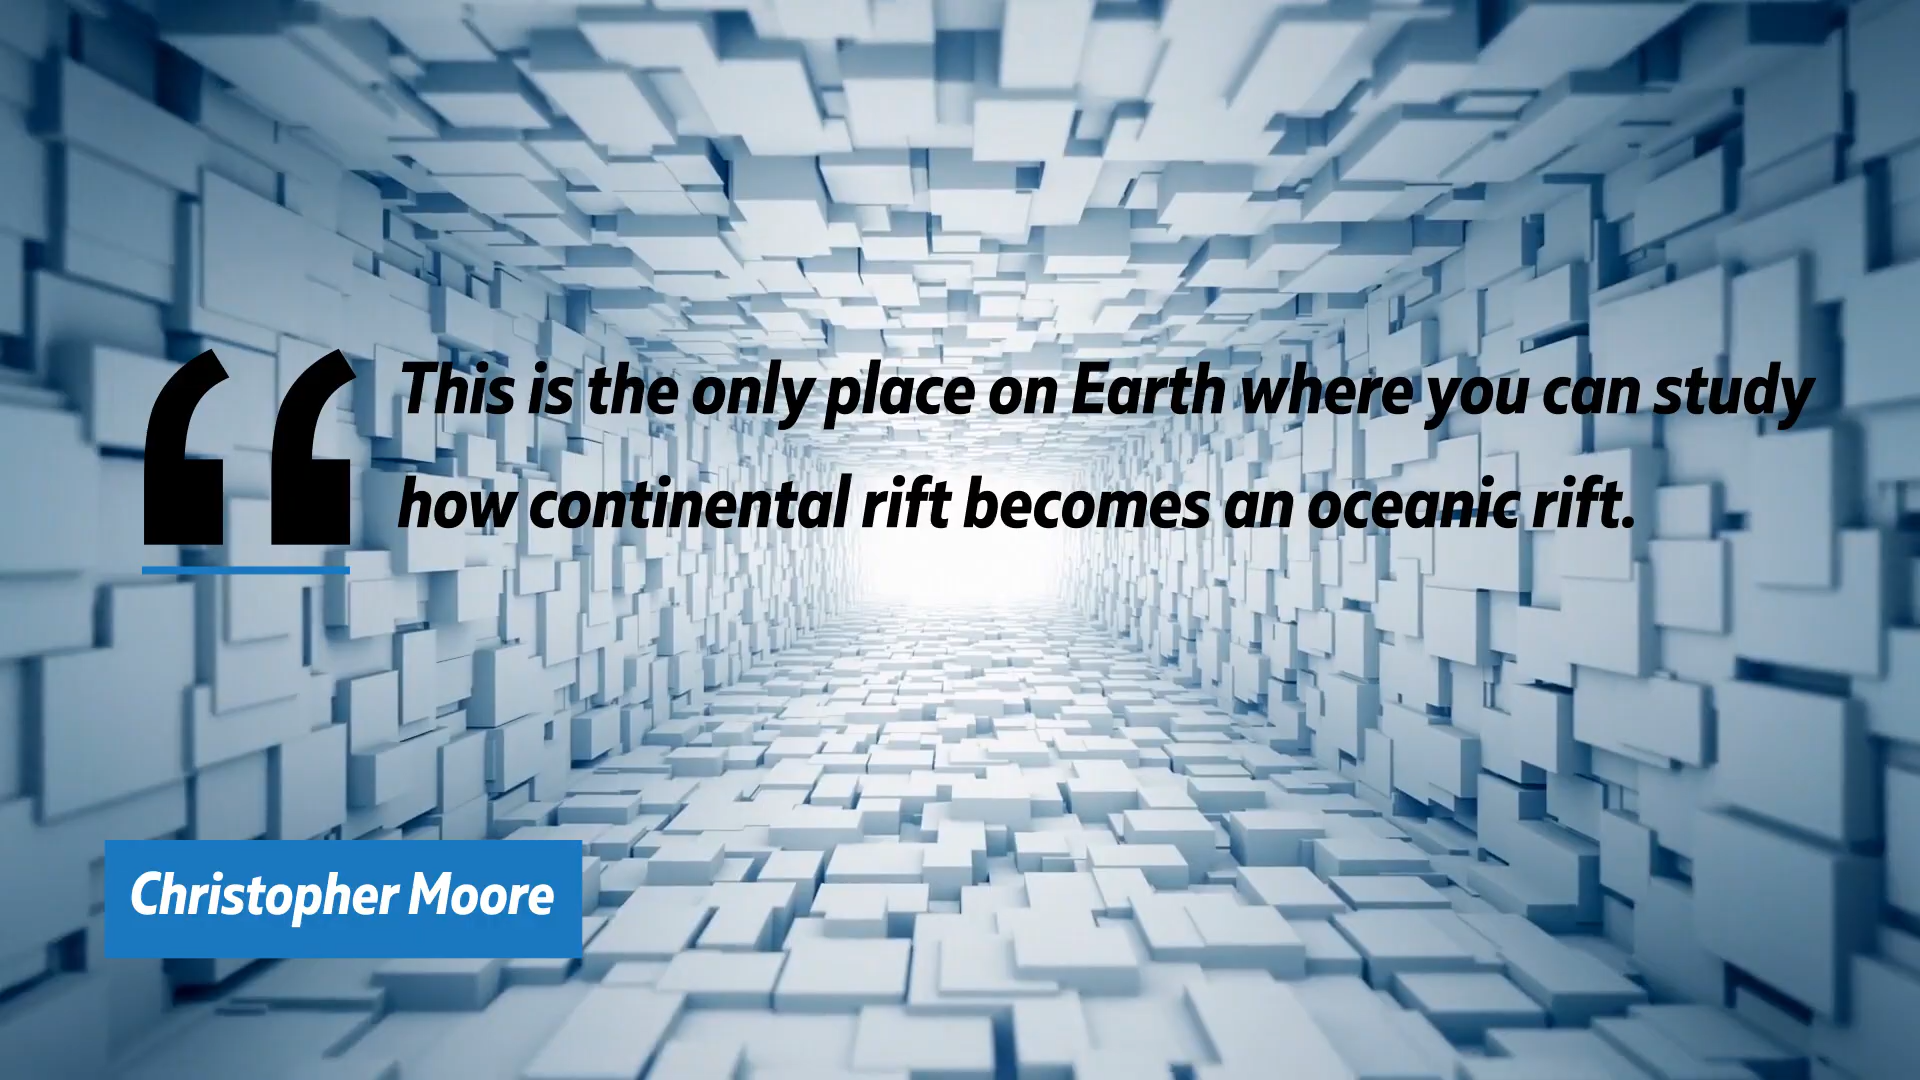 “ This is the only place on Earth where you can study
how continental rift becomes an oceanic rift.
Christopher Moore